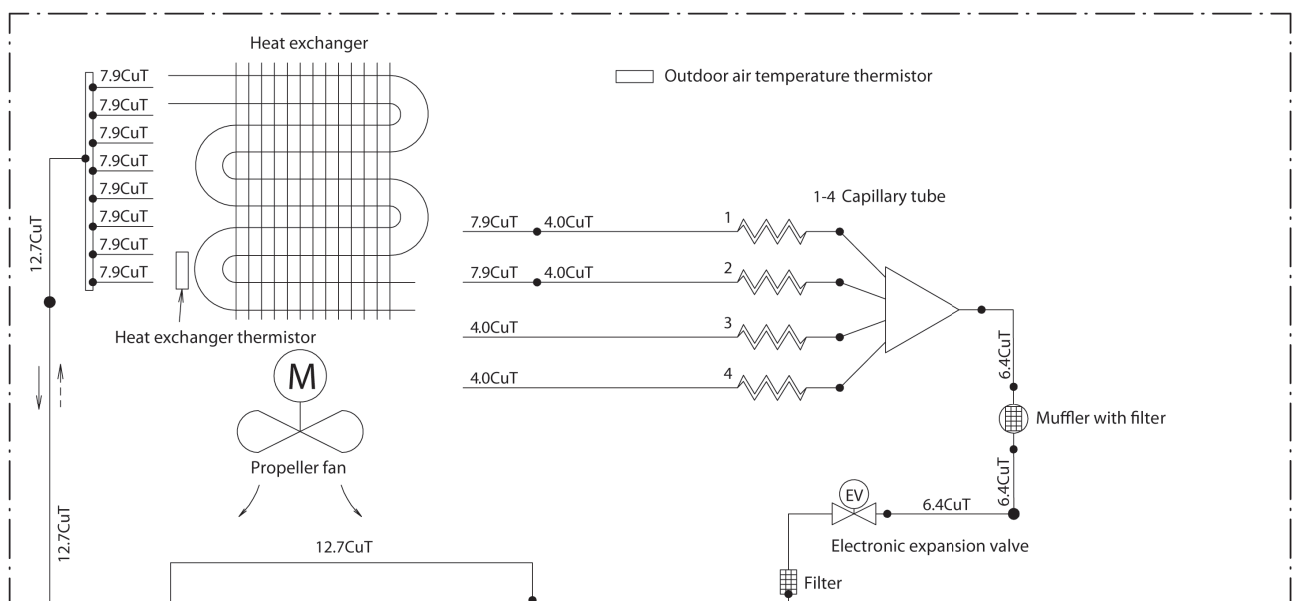 Heat exchanger
Outdoor air temperature thermistor
7.9CuT
7.9CuT
7.9CuT
7.9CuT
7.9CuT
7.9CuT
7.9CuT
7.9CuT
12.7CuT
1-4 Capillary tube
7.9CuT 4.0CuT 1
7.9CuT 4.0CuT 2
4.0CuT 3
4.0CuT 4
Heat exchanger thermistor
M
Propeller fan
6.4CuT
Muffler with filter
6.4CuT
EV
6.4CuT
Electronic expansion valve
12.7CuT
12.7CuT
Filter